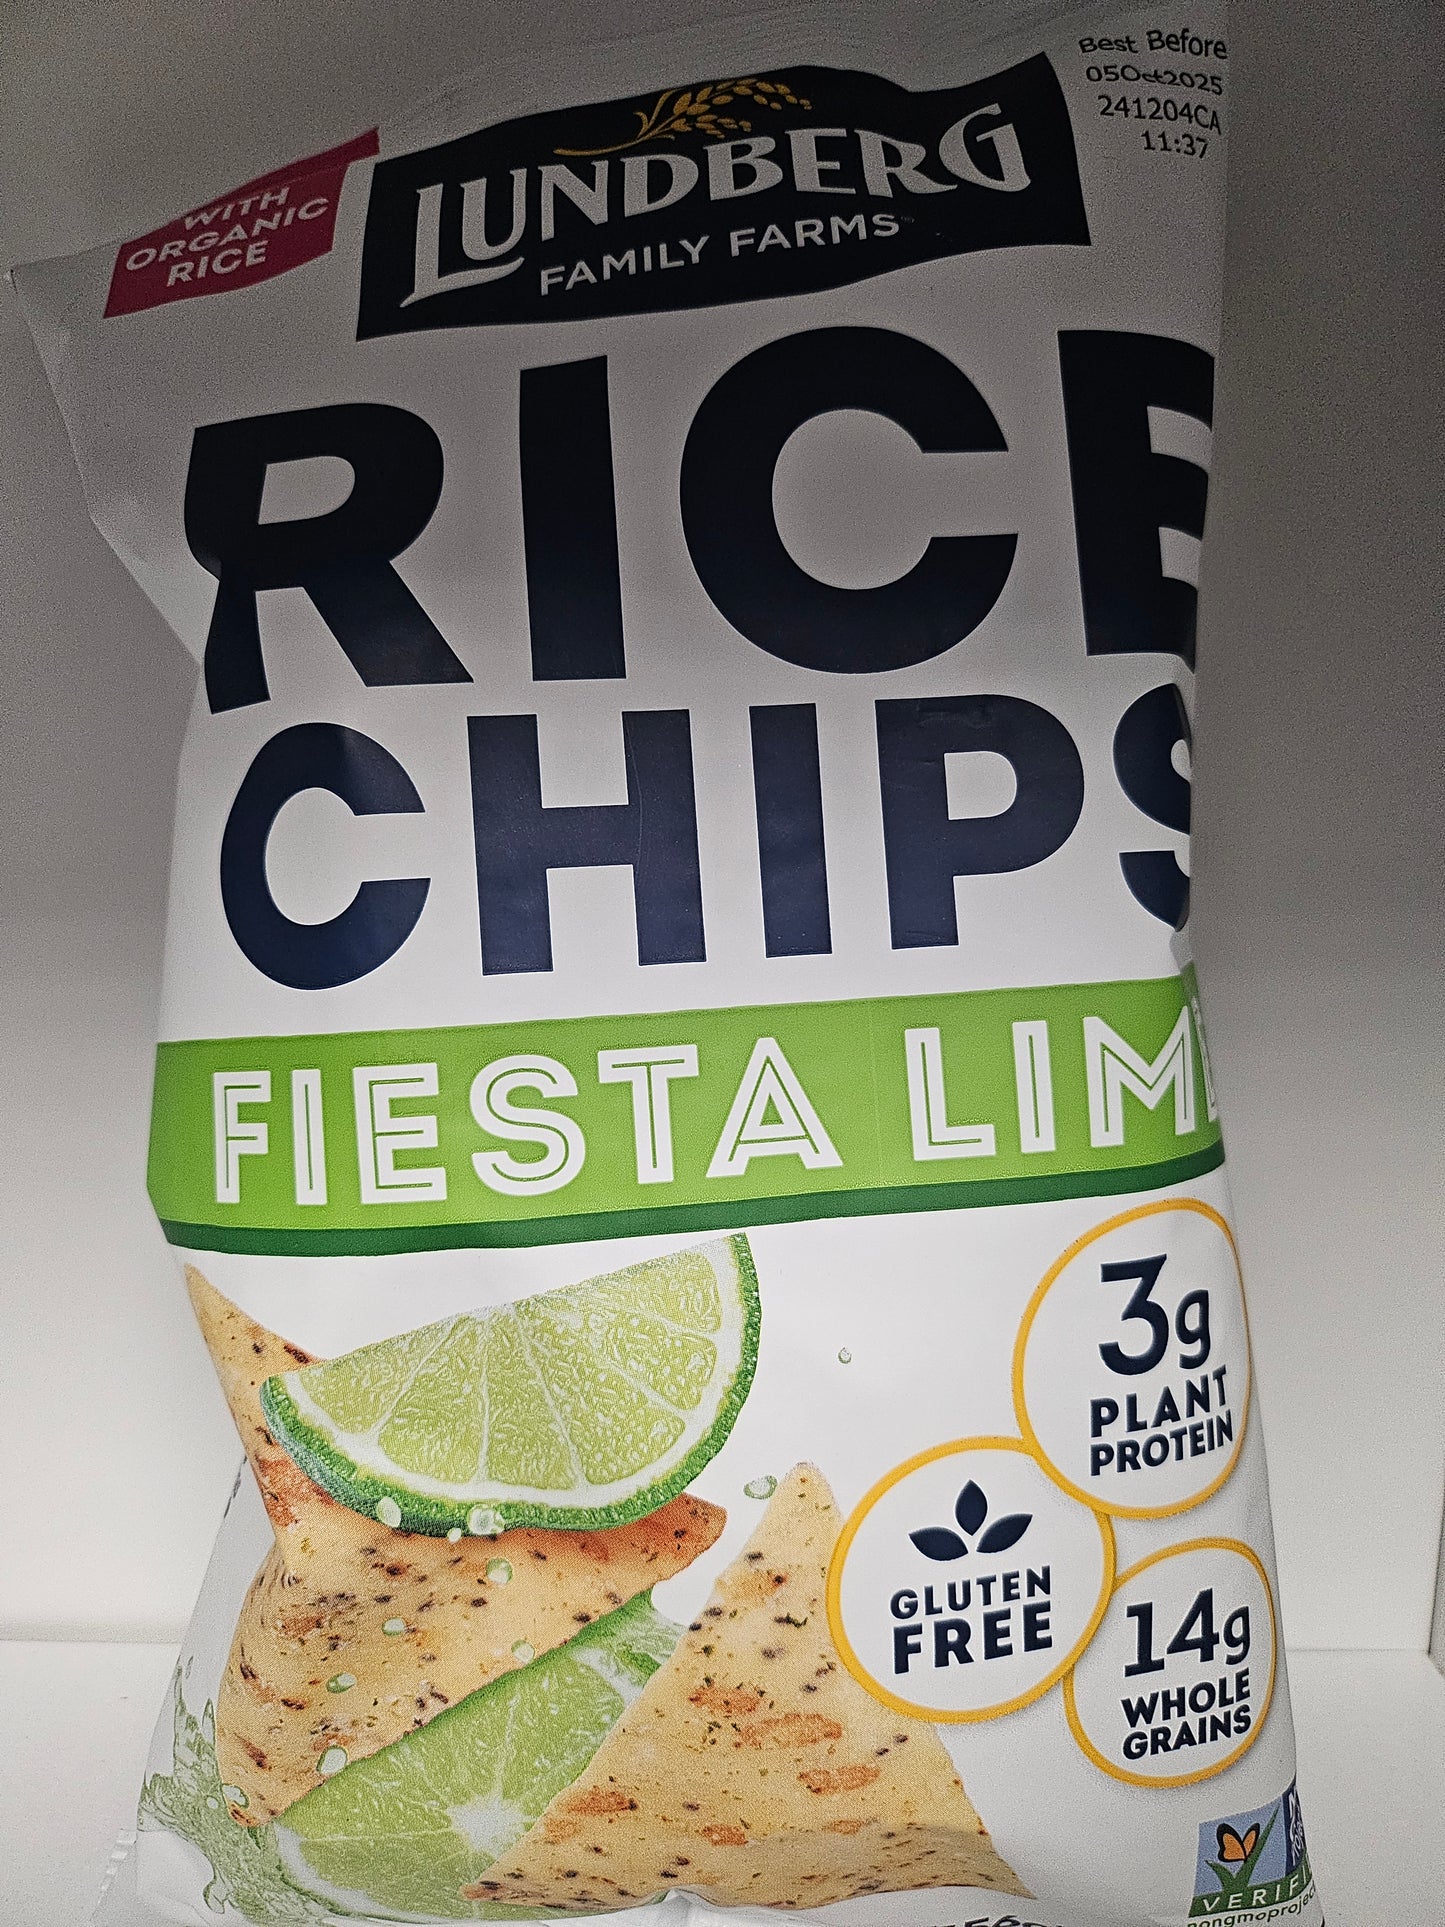 Best Before
05Oct2025
241204CA
11:37
WITH
ORGANIC
RICE
LUNDBERG
FAMILY FARMS
RICE
CHIPS
FIESTA LIME
3g
PLANT
PROTEIN
GLUTEN
FREE
14g
WHOLE
GRAINS